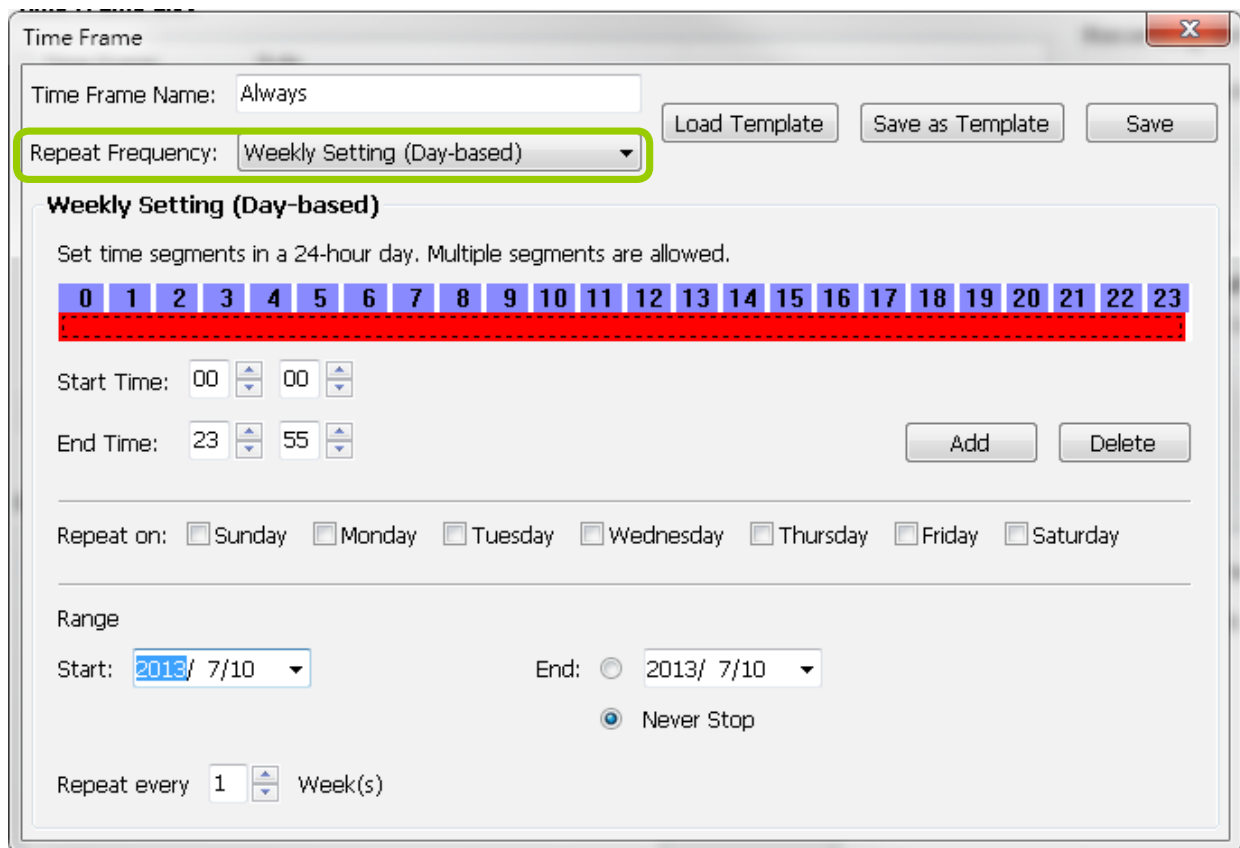 Time Frame
Time Frame Name: Always
Load Template Save as Template Save
Repeat Frequency: Weekly Setting (Day-based)
Weekly Setting (Day-based)
Set time segments in a 24-hour day. Multiple segments are allowed.
0 1 2 3 4 5 6 7 8 9 10 11 12 13 14 15 16 17 18 19 20 21 22 23
Start Time: 00 00
End Time: 23 55 Add Delete
Repeat on: Sunday Monday Tuesday Wednesday Thursday Friday Saturday
Range
Start: 2013/ 7/10 End: 2013/ 7/10
Never Stop
Repeat every 1 Week(s)